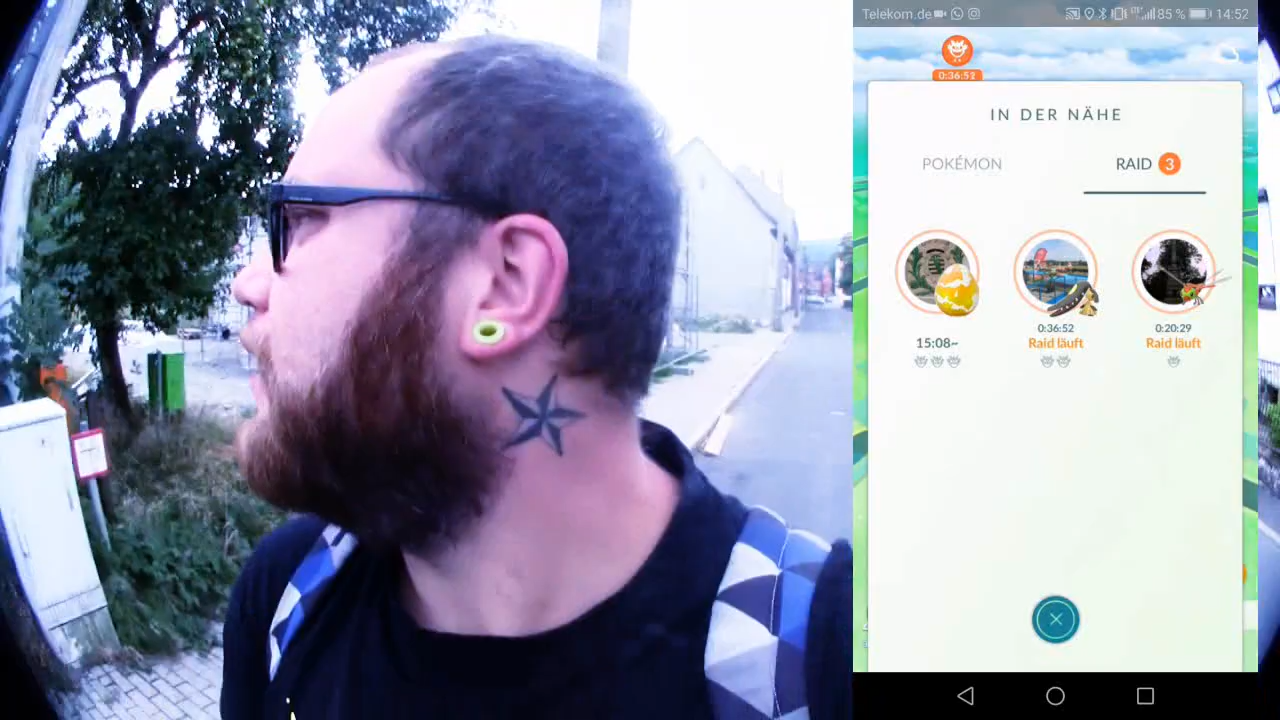 Telekom.de 85 % 14:52
0:36:52
IN DER NÄHE
POKÉMON RAID 3
15:08~
0:36:52
Raid läuft
0:20:29
Raid läuft